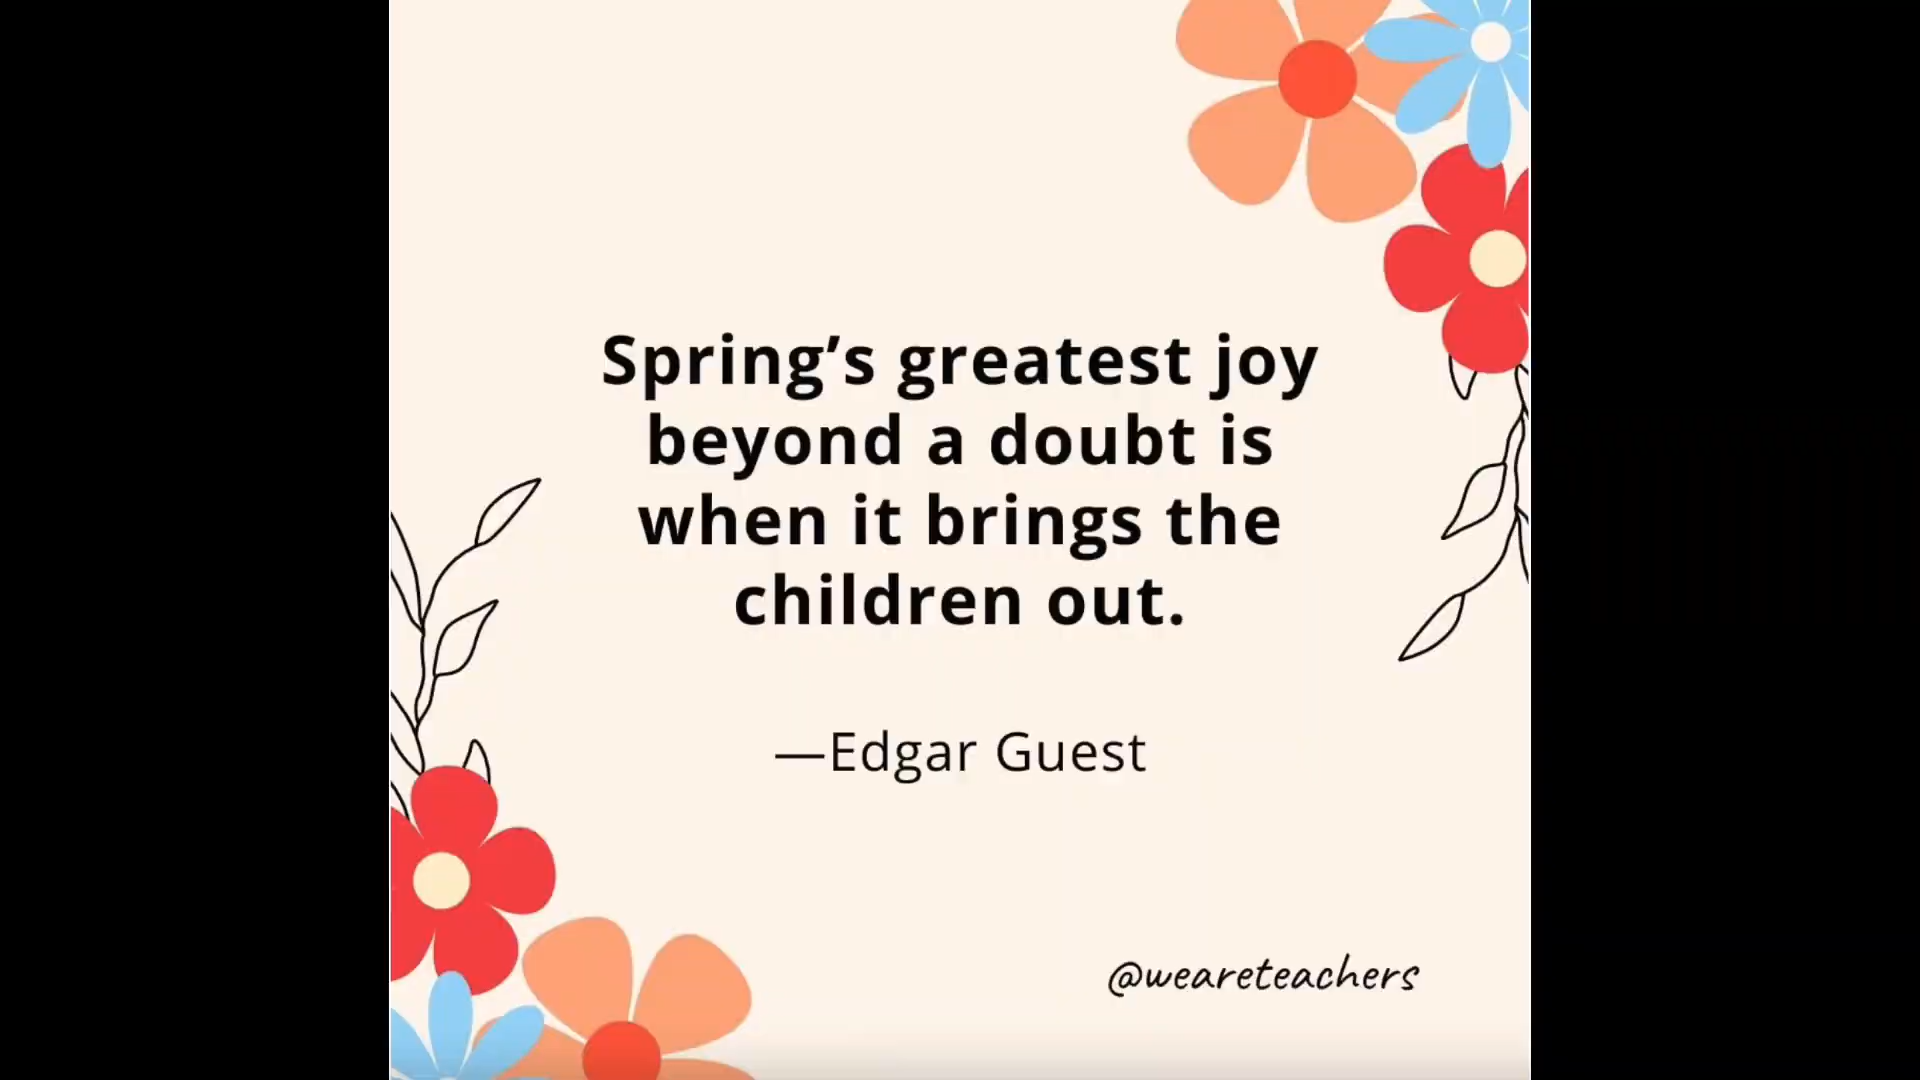 Spring’s greatest joy
beyond a doubt is
when it brings the
children out.
—Edgar Guest
@weareteachers